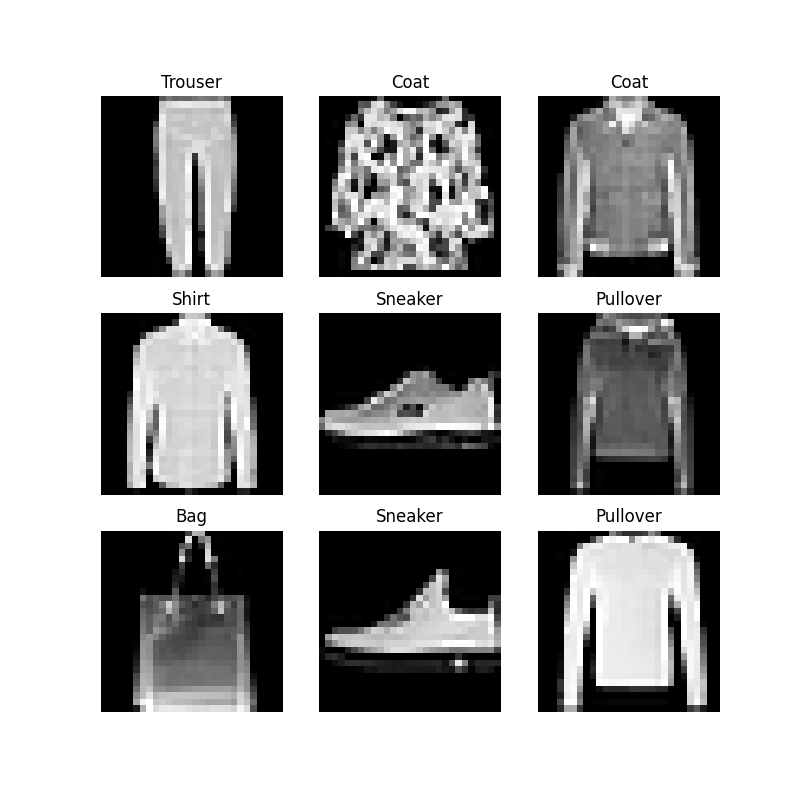 Trouser
Coat
Coat
Shirt
Sneaker
Pullover
Bag
Sneaker
Pullover